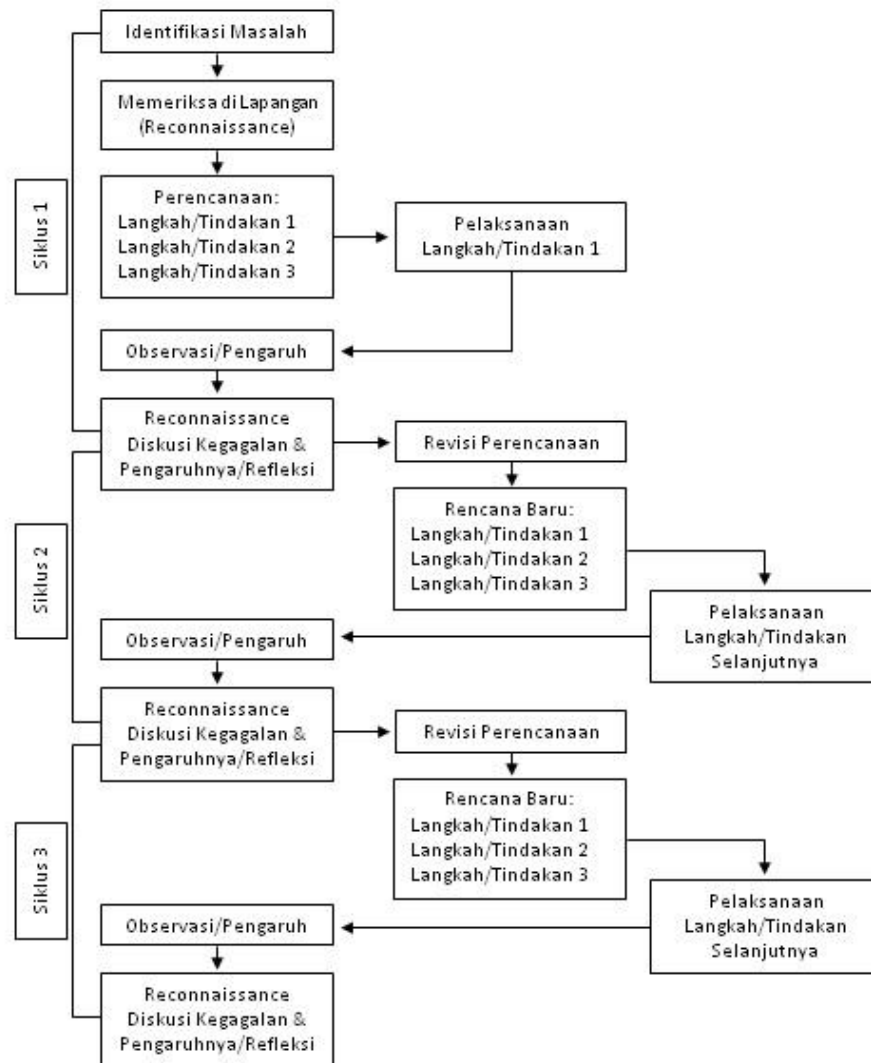 Identifikasi Masalah
Memeriksa di Lapangan
(Reconnaissance)
Siklus 1
Perencanaan:
Langkah/Tindakan 1
Langkah/Tindakan 2
Langkah/Tindakan 3
Pelaksanaan
Langkah/Tindakan 1
Observasi/Pengaruh
Reconnaissance
Diskusi Kegagalan &
Pengaruhnya/Refleksi
Revisi Perencanaan
Siklus 2
Rencana Baru:
Langkah/Tindakan 1
Langkah/Tindakan 2
Langkah/Tindakan 3
Pelaksanaan
Langkah/Tindakan
Selanjutnya
Observasi/Pengaruh
Reconnaissance
Diskusi Kegagalan &
Pengaruhnya/Refleksi
Revisi Perencanaan
Siklus 3
Rencana Baru:
Langkah/Tindakan 1
Langkah/Tindakan 2
Langkah/Tindakan 3
Pelaksanaan
Langkah/Tindakan
Selanjutnya
Observasi/Pengaruh
Reconnaissance
Diskusi Kegagalan &
Pengaruhnya/Refleksi